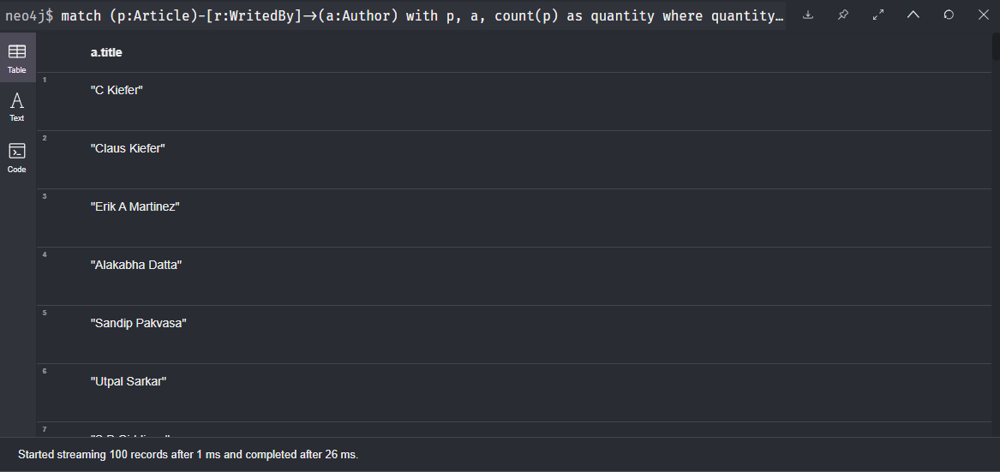 neo4j$ match (p:Article)-[r:WritedBy]→(a:Author) with p, a, count(p) as quantity where quantity…
Table
Text
Code
a.title
1
"C Kiefer"
2
"Claus Kiefer"
3
"Erik A Martinez"
4
"Alakabha Datta"
5
"Sandip Pakvasa"
6
"Utpal Sarkar"
7
Started streaming 100 records after 1 ms and completed after 26 ms.